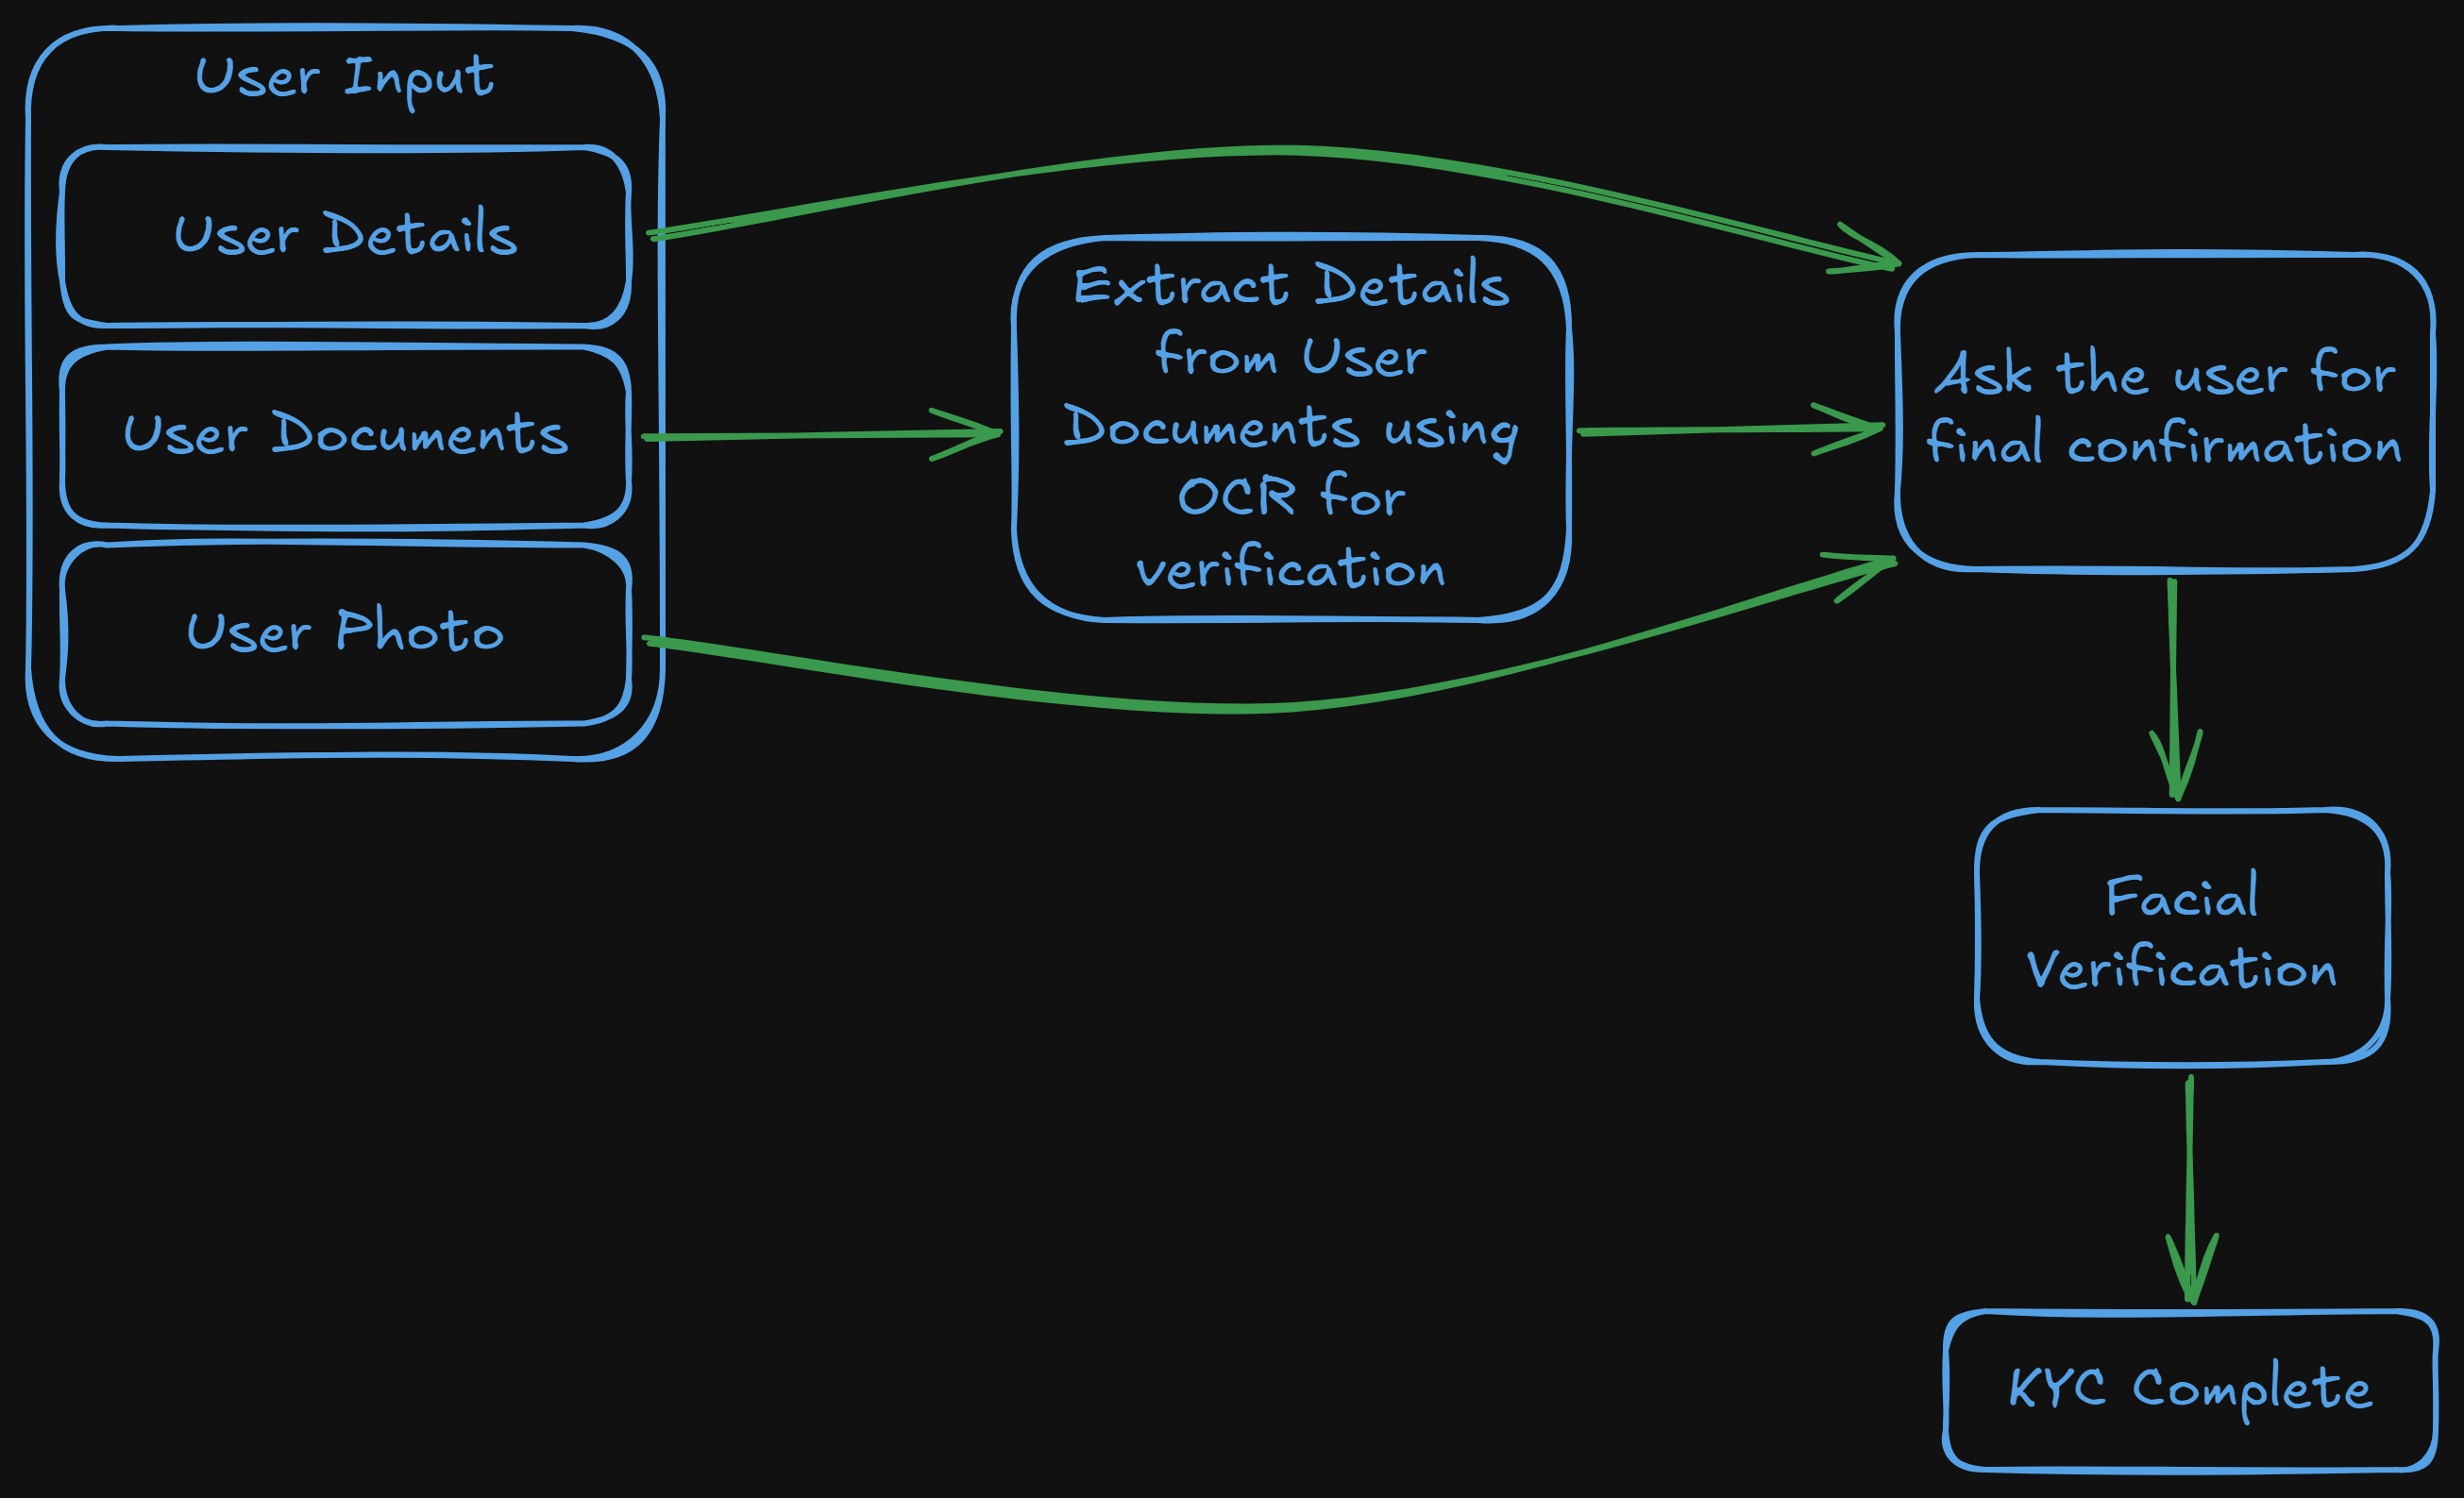 User Input
User Details
User Documents
User Photo
Extract Details
from User
Documents using
OCR for
verification
Ask the user for
final confirmation
Facial
Verification
KYC Complete